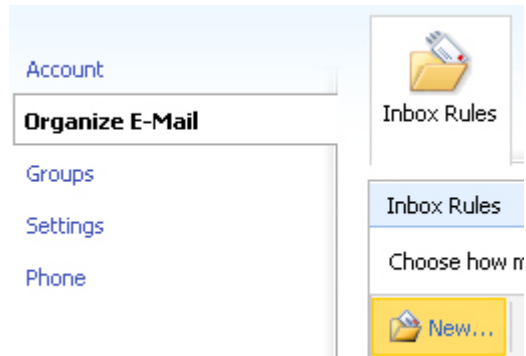 Account
Organize E-Mail
Groups
Settings
Phone
Inbox Rules
Inbox Rules
Choose how
New...